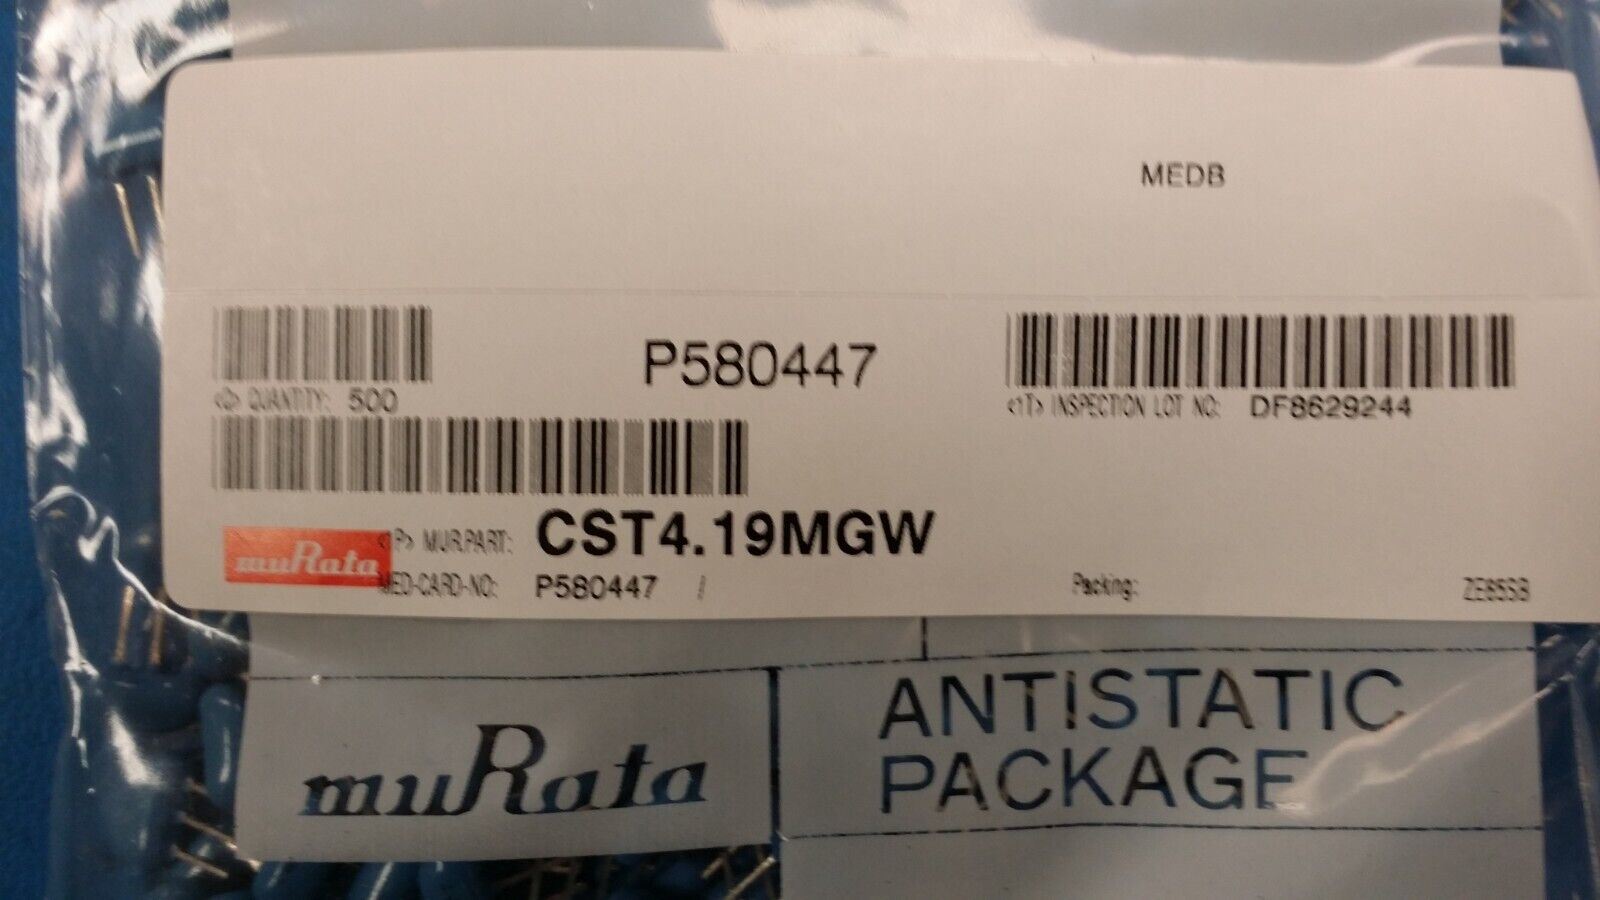 MEDB
P580447
<Q> QUANTITY: 500
<1T> INSPECTION LOT NO: DF8629244
<1P> MUR.PART: CST4.19MGW
muRata
MED-CARD-NO: P580447 /
Packing:
muRata
ANTISTATIC
PACKAGE